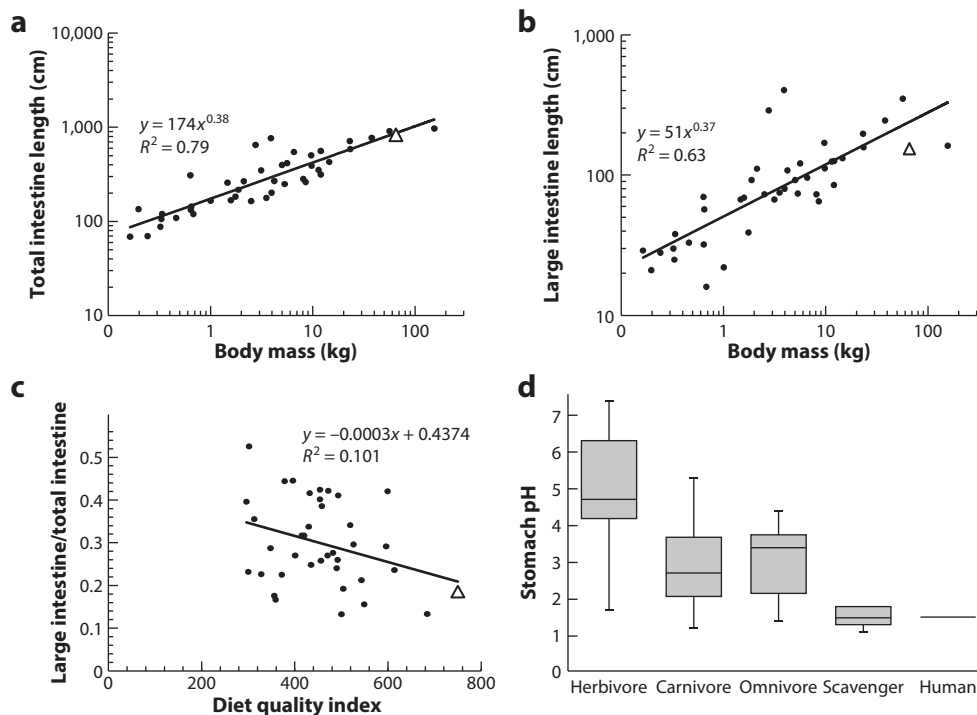 a
10,000
1,000
100
10
Total intestine length (cm)
y = 174x^0.38
R² = 0.79
0
1
10
100
Body mass (kg)
b
1,000
100
10
Large intestine length (cm)
y = 51x^0.37
R² = 0.63
0
1
10
100
Body mass (kg)
c
0.5
0.4
0.3
0.2
0.1
0
Large intestine/total intestine
y = –0.0003x + 0.4374
R² = 0.101
0
200
400
600
800
Diet quality index
d
7
6
5
4
3
2
1
0
Stomach pH
Herbivore
Carnivore
Omnivore
Scavenger
Human